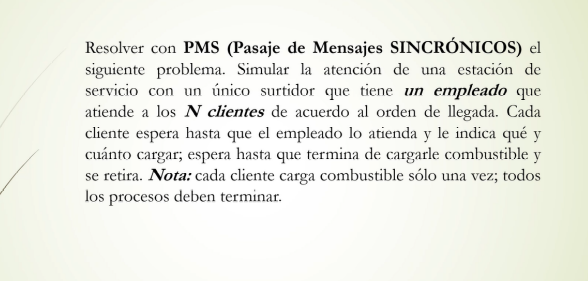 Resolver con PMS (Pasaje de Mensajes SINCRÓNICOS) el
siguiente problema. Simular la atención de una estación de
servicio con un único surtidor que tiene un empleado que
atiende a los N clientes de acuerdo al orden de llegada. Cada
cliente espera hasta que el empleado lo atienda y le indica qué y
cuánto cargar; espera hasta que termina de cargarle combustible y
se retira. Nota: cada cliente carga combustible sólo una vez; todos
los procesos deben terminar.